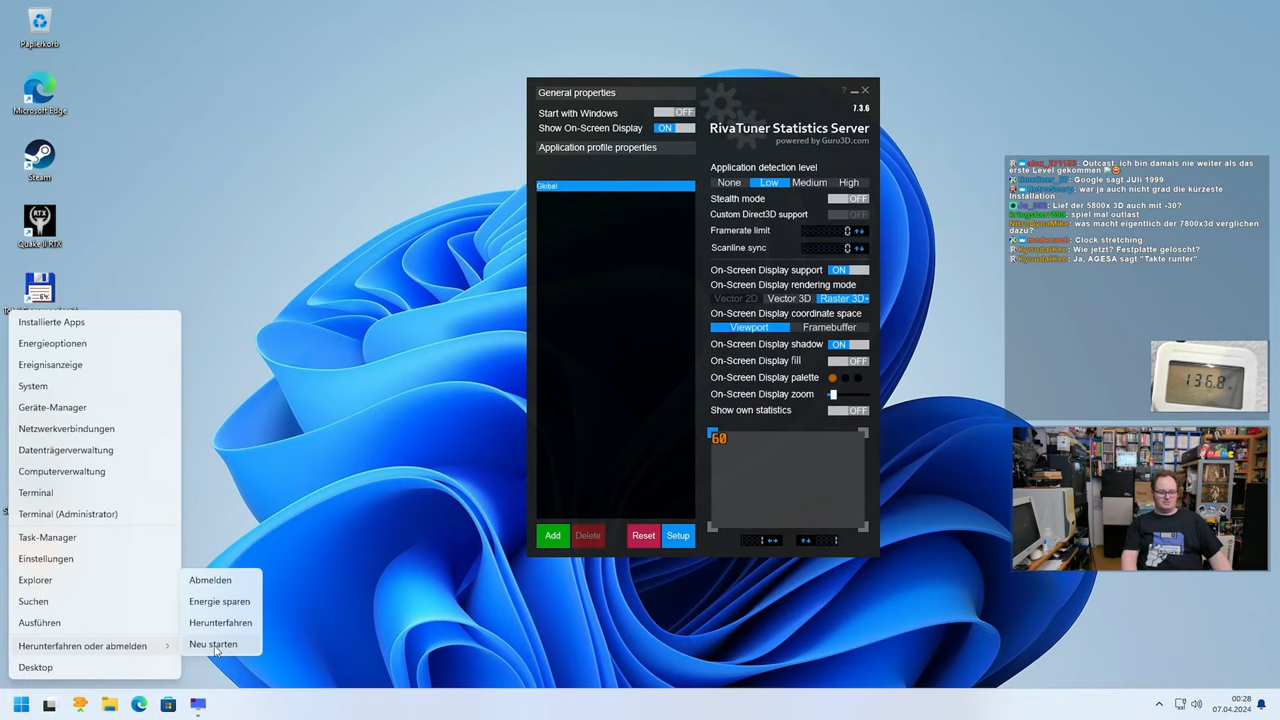 Papierkorb
Microsoft Edge
Steam
RTX
Quake II RTX
64
Installierte Apps
Energieoptionen
Ereignisanzeige
System
Geräte-Manager
Netzwerkverbindungen
Datenträgerverwaltung
Computerverwaltung
Terminal
Terminal (Administrator)
Task-Manager
Einstellungen
Explorer
Suchen
Ausführen
Herunterfahren oder abmelden
Desktop
Abmelden
Energie sparen
Herunterfahren
Neu starten
General properties
Start with Windows OFF
Show On-Screen Display ON
Application profile properties
Global
Add
Delete
Reset
Setup
?
7.3.6
RivaTuner Statistics Server
powered by Guru3D.com
Application detection level
None Low Medium High
Stealth mode OFF
Custom Direct3D support OFF
Framerate limit 0
Scanline sync 0
On-Screen Display support ON
On-Screen Display rendering mode
Vector 2D Vector 3D Raster 3D
On-Screen Display coordinate space
Viewport Framebuffer
On-Screen Display shadow ON
On-Screen Display fill OFF
On-Screen Display palette
On-Screen Display zoom
Show own statistics OFF
60
: Outcast, ich bin damals nie weiter als das
erste Level gekommen
: Google sagt JUli 1999
: war ja auch nicht grad die kürzeste
Installation
: Lief der 5800x 3D auch mit -30?
: spiel mal outlast
: was macht eigentlich der 7800x3d verglichen
dazu?
: Clock stretching
KyoudaiKen: Wie jetzt? Festplatte gelöscht?
KyoudaiKen: Ja, AGESA sagt "Takte runter"
136.8
00:28
07.04.2024